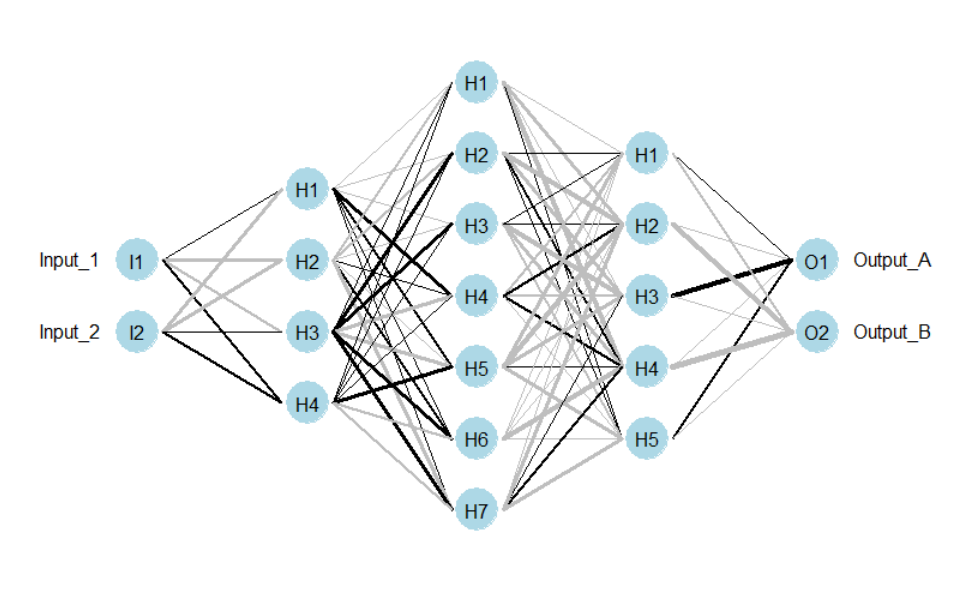 H1
H2
H1
H1
H3
H2
Input_1
I1
H2
O1
Output_A
H4
H3
Input_2
I2
H3
O2
Output_B
H5
H4
H4
H6
H5
H7